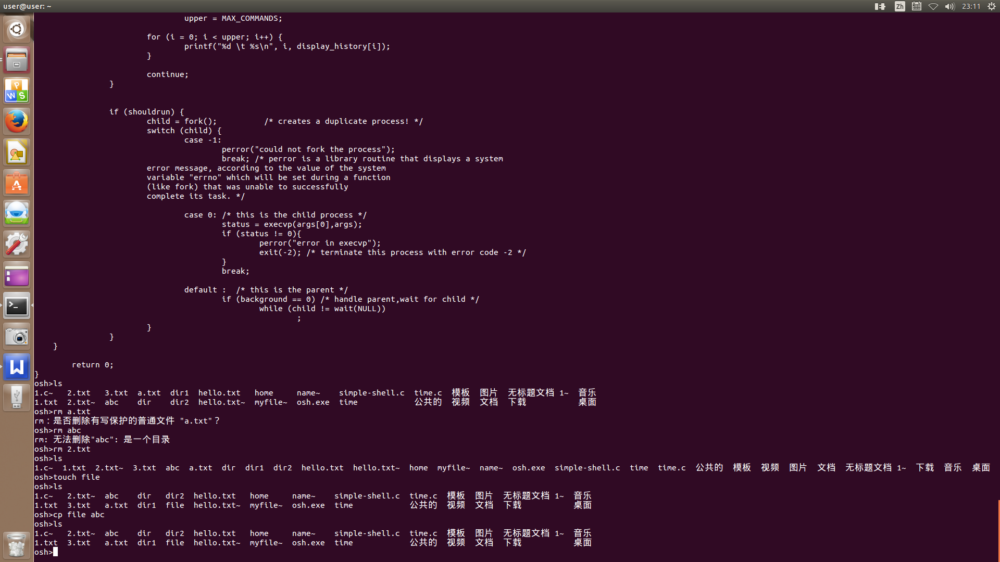 user@user: ~
Zh
23:11
                                upper = MAX_COMMANDS;

                        for (i = 0; i < upper; i++) {
                                printf("%d \t %s\n", i, display_history[i]);
                        }

                        continue;
                }


                if (shouldrun) {
                        child = fork();          /* creates a duplicate process! */
                        switch (child) {
                                case -1:
                                        perror("could not fork the process");
                                        break; /* perror is a library routine that displays a system
                        error message, according to the value of the system
                        variable "errno" which will be set during a function
                        (like fork) that was unable to successfully
                        complete its task. */

                                case 0: /* this is the child process */
                                        status = execvp(args[0],args);
                                        if (status != 0){
                                                perror("error in execvp");
                                                exit(-2); /* terminate this process with error code -2 */
                                        }
                                        break;

                                default :  /* this is the parent */
                                        if (background == 0) /* handle parent,wait for child */
                                                while (child != wait(NULL))
                                                        ;
                        }
                }
    }

        return 0;
}
osh>ls
1.c~   2.txt   3.txt  a.txt  dir1  hello.txt   home      name~    simple-shell.c  time.c  模板  图片  无标题文档 1~  音乐
1.txt  2.txt~  abc    dir    dir2  hello.txt~  myfile~  osh.exe  time            公共的  视频  文档  下载           桌面
osh>rm a.txt
rm：是否删除有写保护的普通文件 "a.txt"？
osh>rm abc
rm: 无法删除"abc": 是一个目录
osh>rm 2.txt
osh>ls
1.c~  1.txt  2.txt~  3.txt  abc  a.txt  dir  dir1  dir2  hello.txt  hello.txt~  home  myfile~  name~  osh.exe  simple-shell.c  time  time.c  公共的  模板  视频  图片  文档  无标题文档 1~  下载  音乐  桌面
osh>touch file
osh>ls
1.c~   2.txt~  abc    dir   dir2  hello.txt   home     name~    simple-shell.c  time.c  模板  图片  无标题文档 1~  音乐
1.txt  3.txt   a.txt  dir1  file  hello.txt~  myfile~  osh.exe  time            公共的  视频  文档  下载           桌面
osh>cp file abc
osh>ls
1.c~   2.txt~  abc    dir   dir2  hello.txt   home     name~    simple-shell.c  time.c  模板  图片  无标题文档 1~  音乐
1.txt  3.txt   a.txt  dir1  file  hello.txt~  myfile~  osh.exe  time            公共的  视频  文档  下载           桌面
osh>